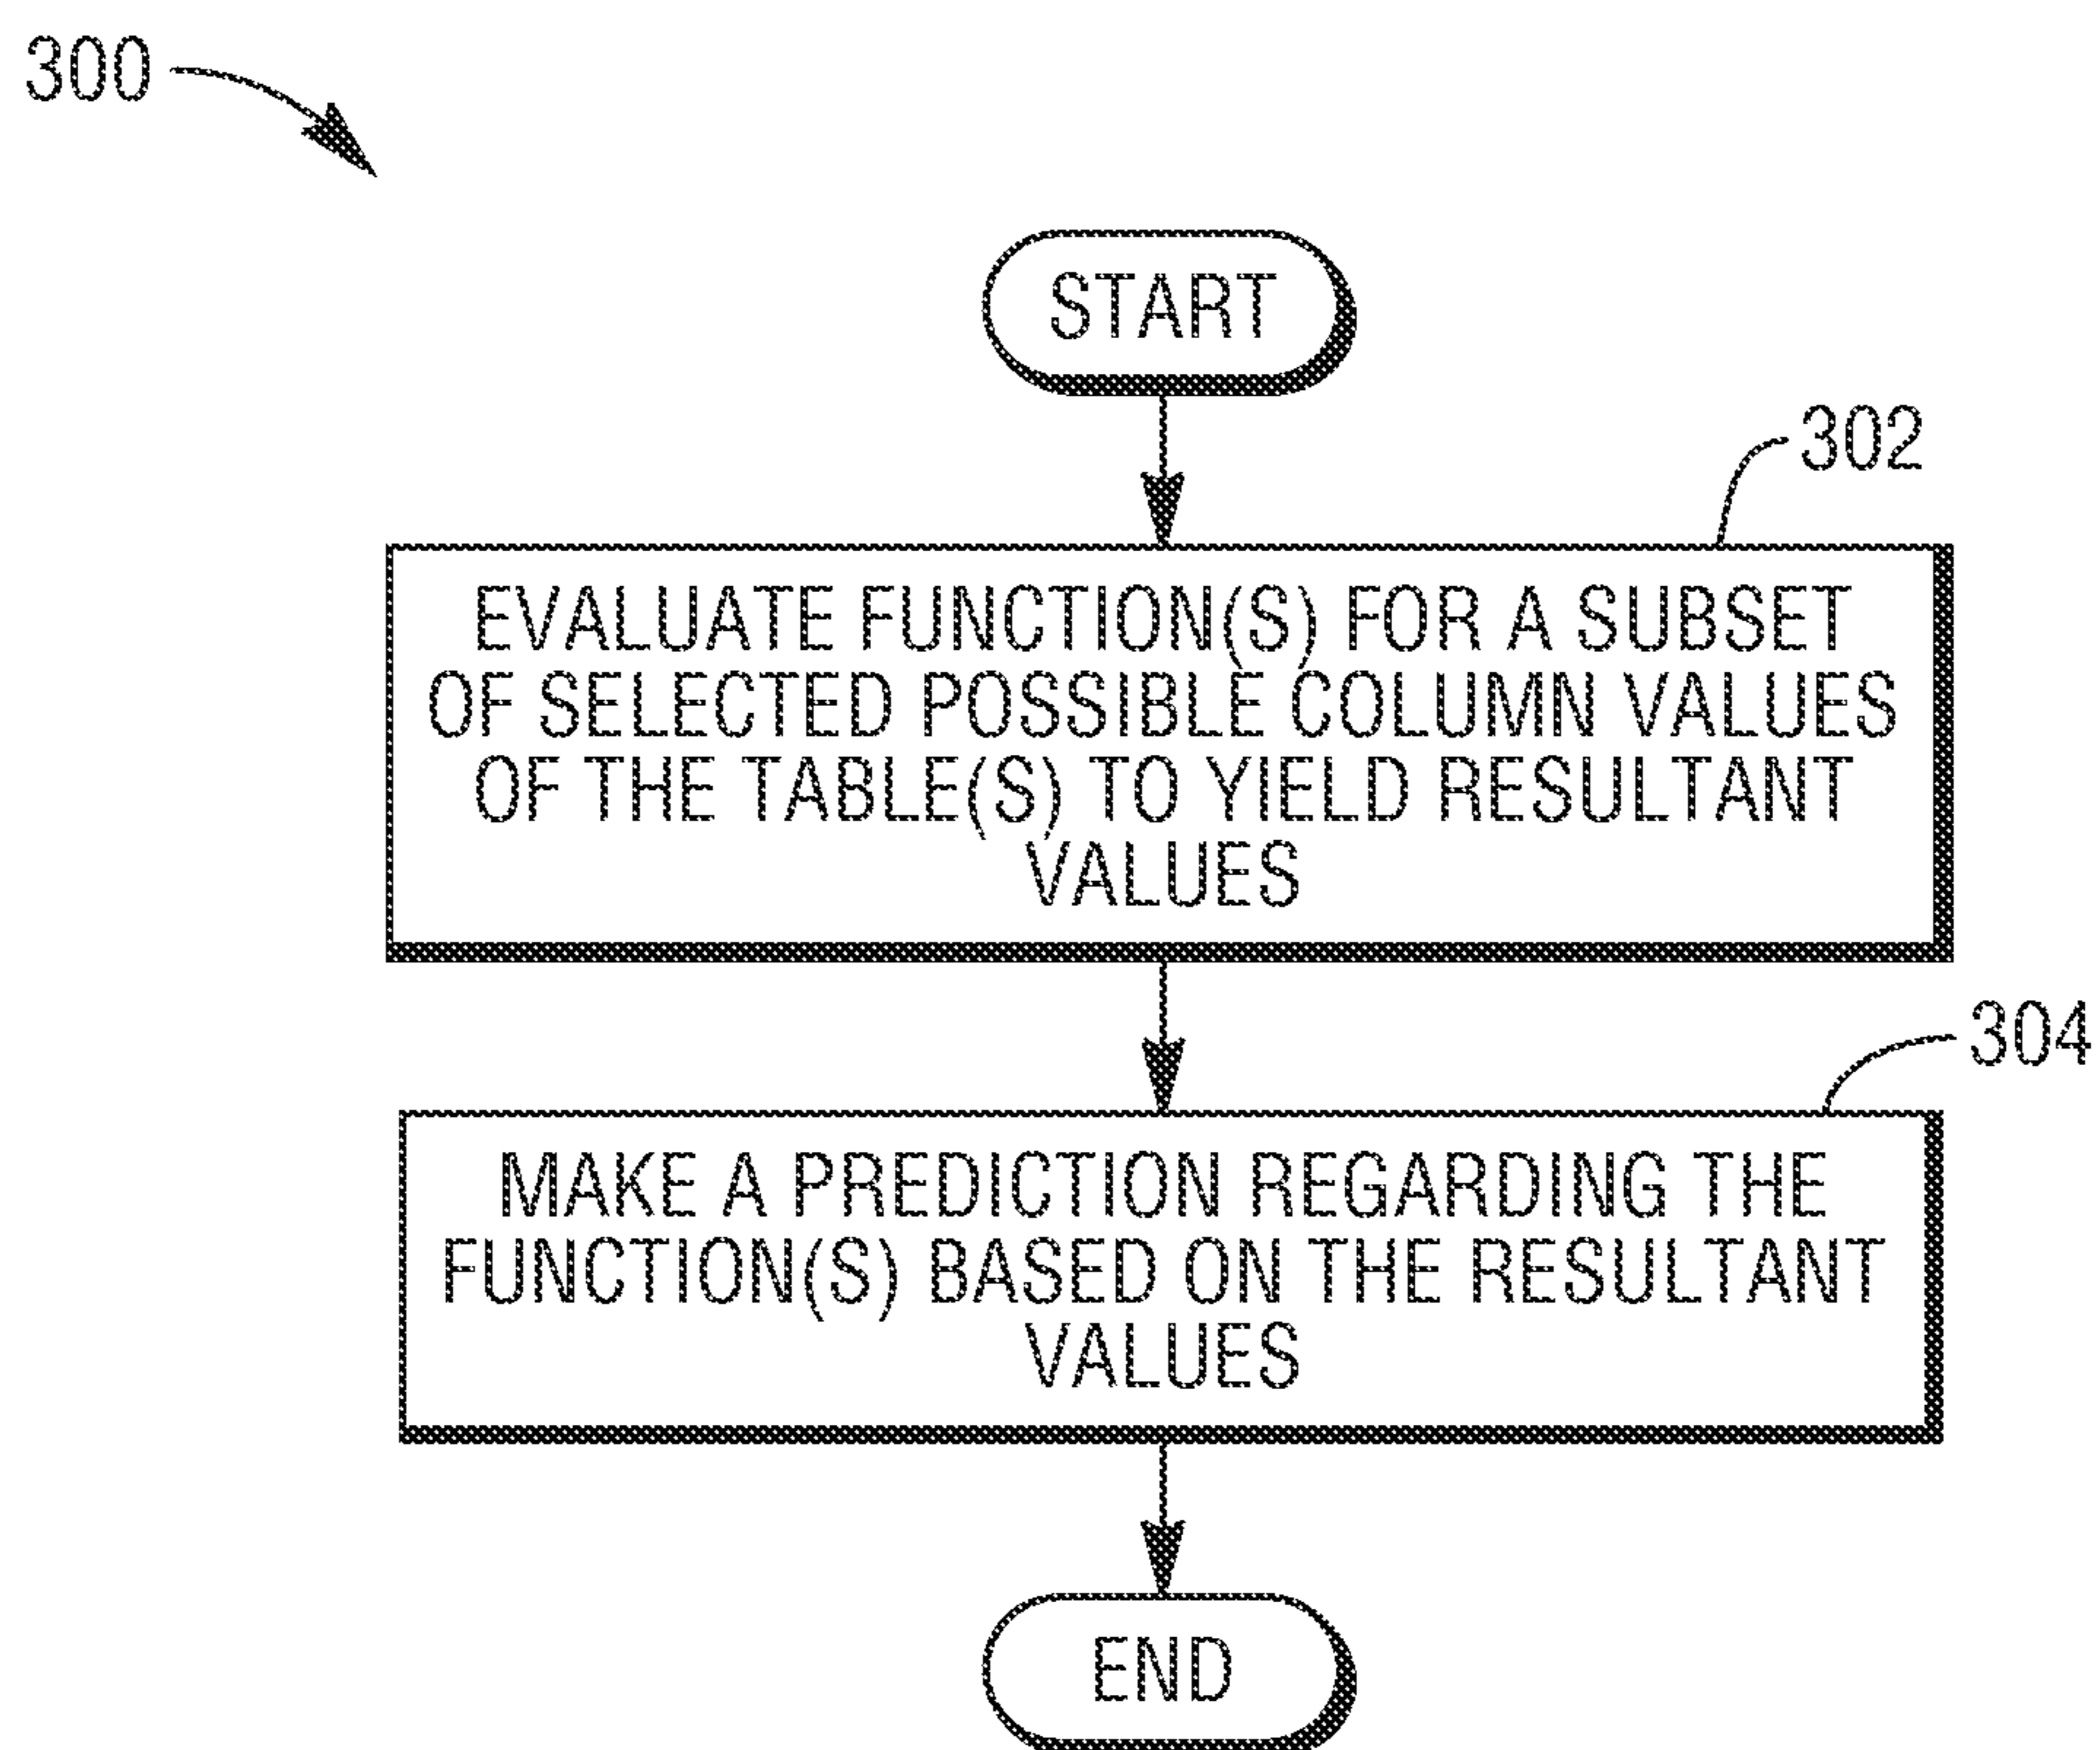 300
START
302
EVALUATE FUNCTION(S) FOR A SUBSET
OF SELECTED POSSIBLE COLUMN VALUES
OF THE TABLE(S) TO YIELD RESULTANT
VALUES
304
MAKE A PREDICTION REGARDING THE
FUNCTION(S) BASED ON THE RESULTANT
VALUES
END